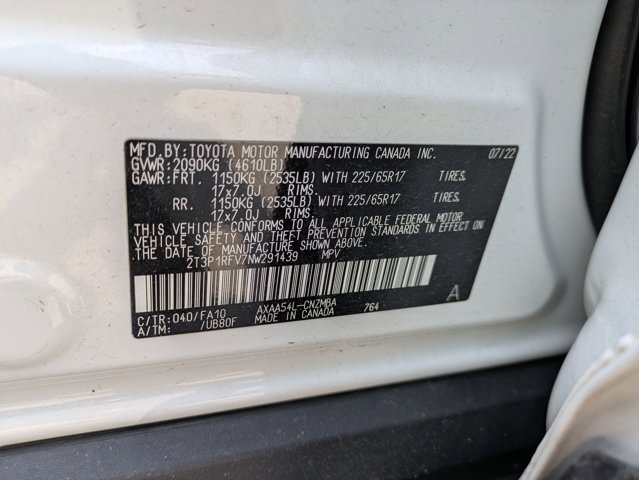 MFD.BY:TOYOTA MOTOR MANUFACTURING CANADA INC. 07/22
GVWR:2090KG (4610LB)
GAWR:FRT. 1150KG (2535LB) WITH 225/65R17 TIRES,
17x7.0J RIMS.
RR. 1150KG (2535LB) WITH 225/65R17 TIRES,
17x7.0J RIMS.
THIS VEHICLE CONFORMS TO ALL APPLICABLE FEDERAL MOTOR
VEHICLE SAFETY AND THEFT PREVENTION STANDARDS IN EFFECT ON
THE DATE OF MANUFACTURE SHOWN ABOVE.
2T3P1RFV7NW291439 MPV
A
C/TR:040/FA10 AXAA54L-CNZMBA 764
A/TM: /UB80F MADE IN CANADA